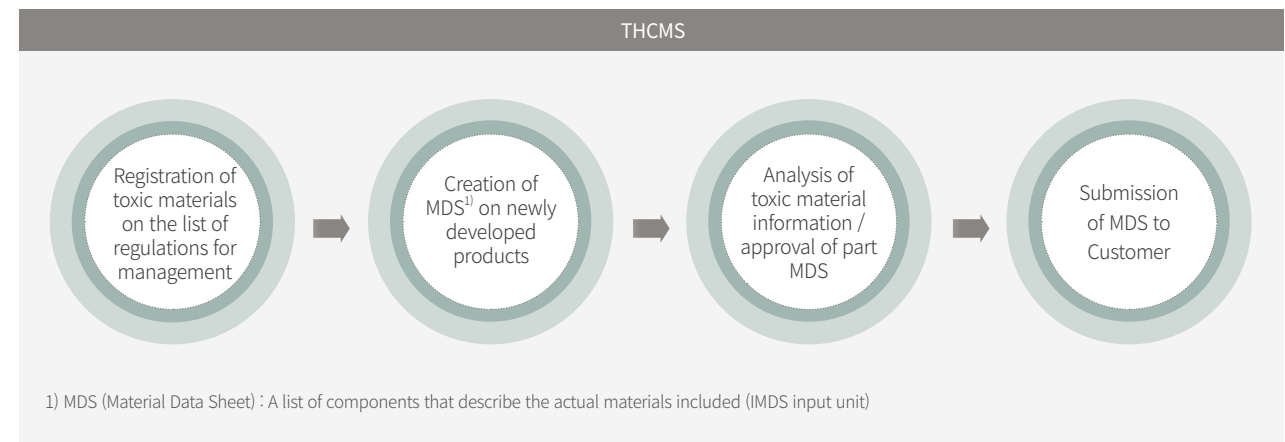 THCMS
Registration of
toxic materials
on the list of
regulations for
management
Creation of
MDS1) on newly
developed
products
Analysis of
toxic material
information /
approval of part
MDS
Submission
of MDS to
Customer
1) MDS (Material Data Sheet) : A list of components that describe the actual materials included (IMDS input unit)